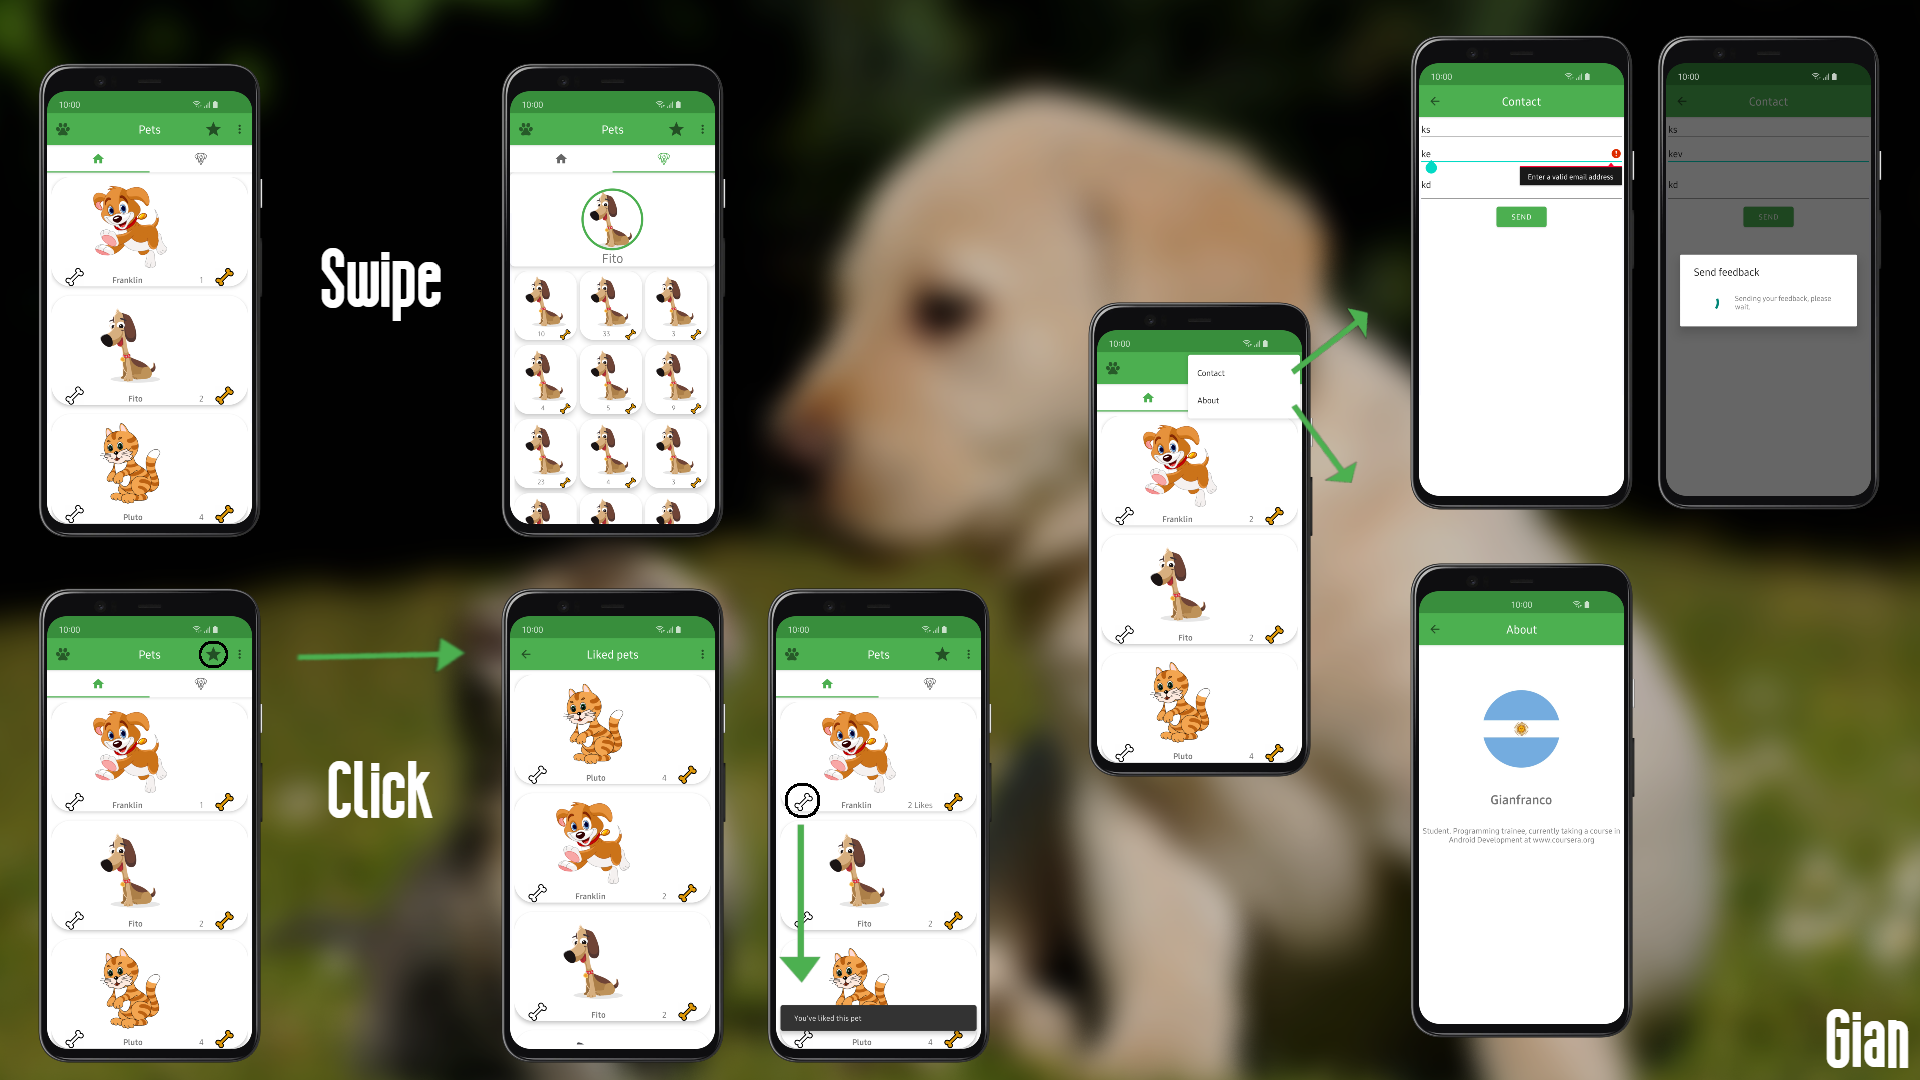 10:00
Pets
Franklin 1
Fito 2
Pluto 4
Swipe
10:00
Pets
Fito
10 33 3
4 5 9
23 4 3
10:00
Pets
Franklin 1
Fito 2
Pluto 4
Click
10:00
Liked pets
Pluto 4
Franklin 2
Fito 2
10:00
Pets
Franklin 2 Likes
Fito 2
You've liked this pet
Pluto 4
10:00
Contact
About
Franklin 2
Fito 2
Pluto 4
10:00
Contact
ks
ke
Enter a valid email address
kd
SEND
10:00
Contact
ks
kev
kd
SEND
Send feedback
Sending your feedback, please
wait.
10:00
About
Gianfranco
Student. Programming trainee, currently taking a course in
Android Development at www.coursera.org
Gian